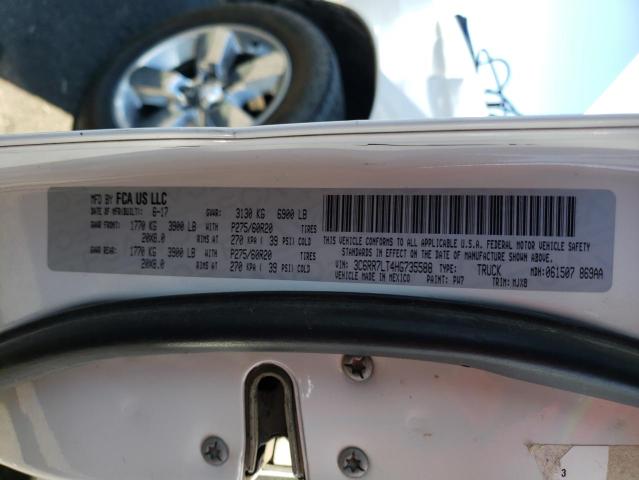 MFD BY FCA US LLC
DATE OF MFR(BUILT): 6-17 GVWR: 3130 KG 6900 LB
GAWR FRONT: 1770 KG 3900 LB WITH P275/60R20 TIRES
20X8.0 RIMS AT 270 KPA ( 39 PSI) COLD
GAWR REAR: 1770 KG 3900 LB WITH P275/60R20 TIRES
20X8.0 RIMS AT 270 KPA ( 39 PSI) COLD
THIS VEHICLE CONFORMS TO ALL APPLICABLE U.S.A. FEDERAL MOTOR VEHICLE SAFETY
STANDARDS IN EFFECT ON THE DATE OF MANUFACTURE SHOWN ABOVE.
VIN: 3C6RR7LT4HG735588 TYPE: TRUCK MDH: 061507 869AA
VEHICLE MADE IN MEXICO PAINT: PW7 TRIM: MJX8
3